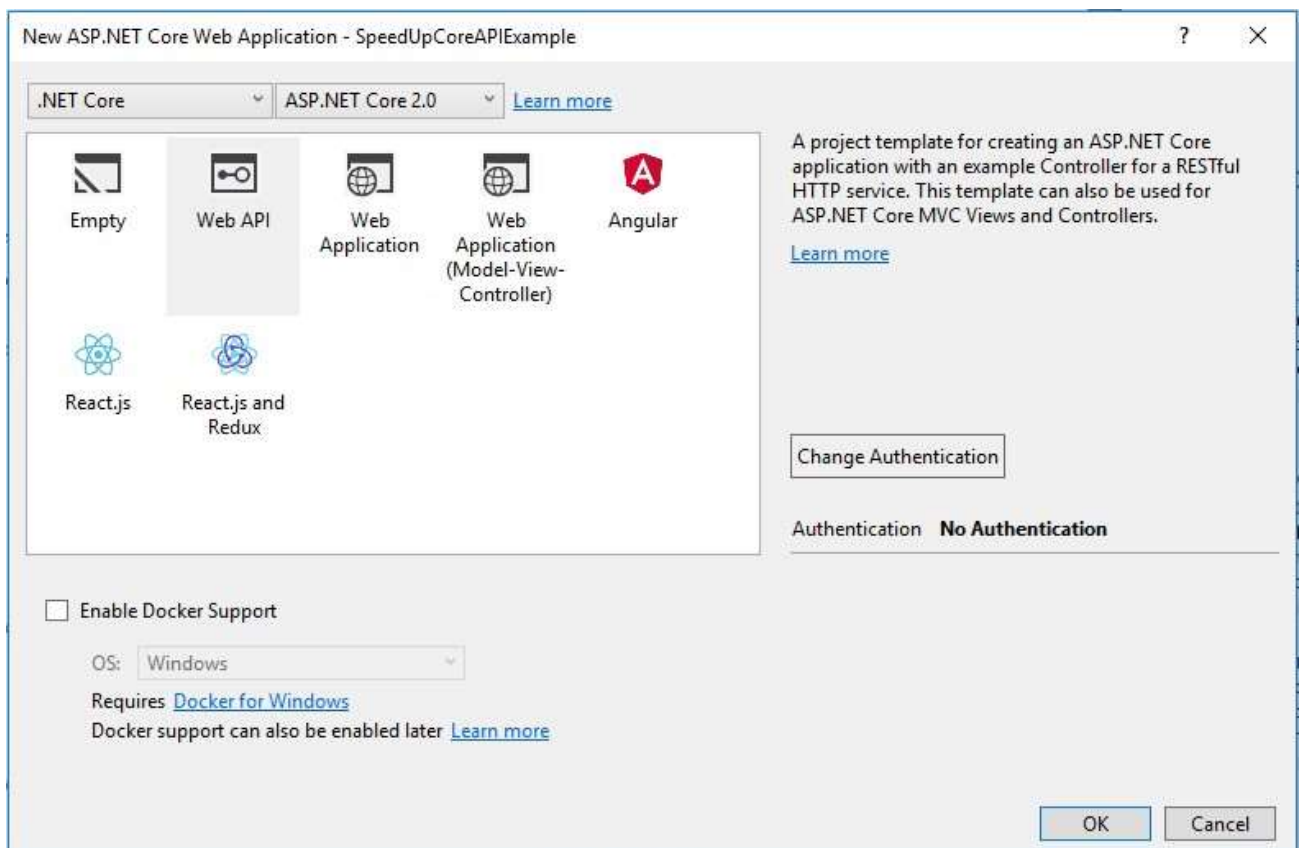 New ASP.NET Core Web Application - SpeedUpCoreAPIExample
?
.NET Core
ASP.NET Core 2.0
Learn more
Empty
Web API
Web
Application
Web
Application
(Model-View-
Controller)
Angular
React.js
React.js and
Redux
A project template for creating an ASP.NET Core
application with an example Controller for a RESTful
HTTP service. This template can also be used for
ASP.NET Core MVC Views and Controllers.
Learn more
Change Authentication
Authentication No Authentication
Enable Docker Support
OS: Windows
Requires Docker for Windows
Docker support can also be enabled later Learn more
OK
Cancel